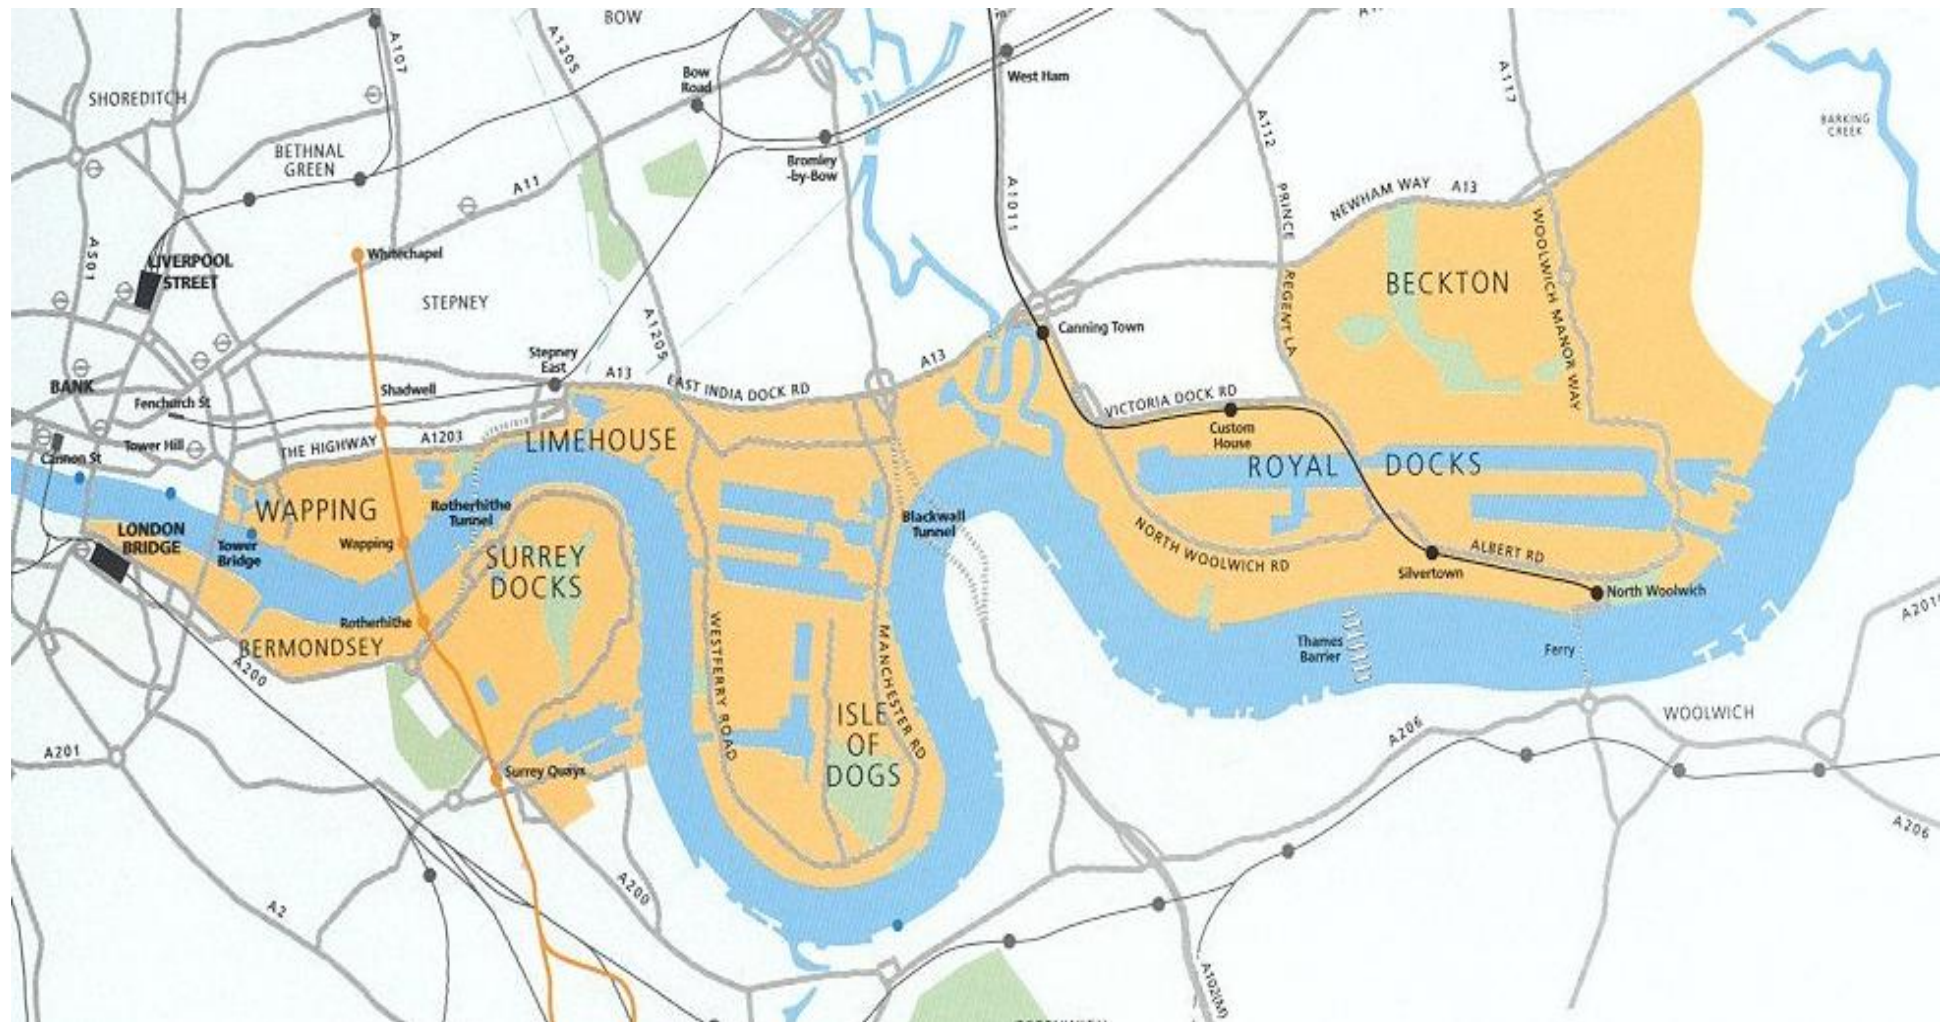 BOW
A107
A1205
SHOREDITCH
Bow
Road
West Ham
A117
A112
BARKING
CREEK
BETHNAL
GREEN
Bromley
-by-Bow
A11
A1011
PRINCE
NEWHAM WAY
A13
WOOLWICH MANOR WAY
A501
LIVERPOOL
STREET
Whitechapel
STEPNEY
A1205
REGENT LA
BECKTON
Canning Town
Stepney
East
A13
A13
EAST INDIA DOCK RD
BANK
Fenchurch St
Shadwell
VICTORIA DOCK RD
Custom
House
Tower Hill
THE HIGHWAY
A1203
LIMEHOUSE
Cannon St
ROYAL
DOCKS
WAPPING
Rotherhithe
Tunnel
Blackwall
Tunnel
LONDON
BRIDGE
Tower
Bridge
Wapping
SURREY
DOCKS
NORTH WOOLWICH RD
ALBERT RD
Silvertown
North Woolwich
Rotherhithe
BERMONDSEY
A200
WESTFERRY ROAD
MANCHESTER RD
Thames
Barrier
Ferry
ISLE
OF
DOGS
WOOLWICH
A206
A201
Surrey Quays
A206
A200
A2
A102(M)